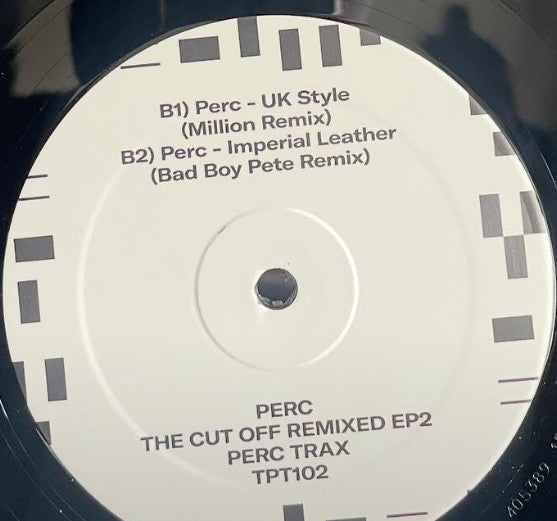 B1) Perc - UK Style
(Million Remix)
B2) Perc - Imperial Leather
(Bad Boy Pete Remix)
PERC
THE CUT OFF REMIXED EP2
PERC TRAX
TPT102
405389